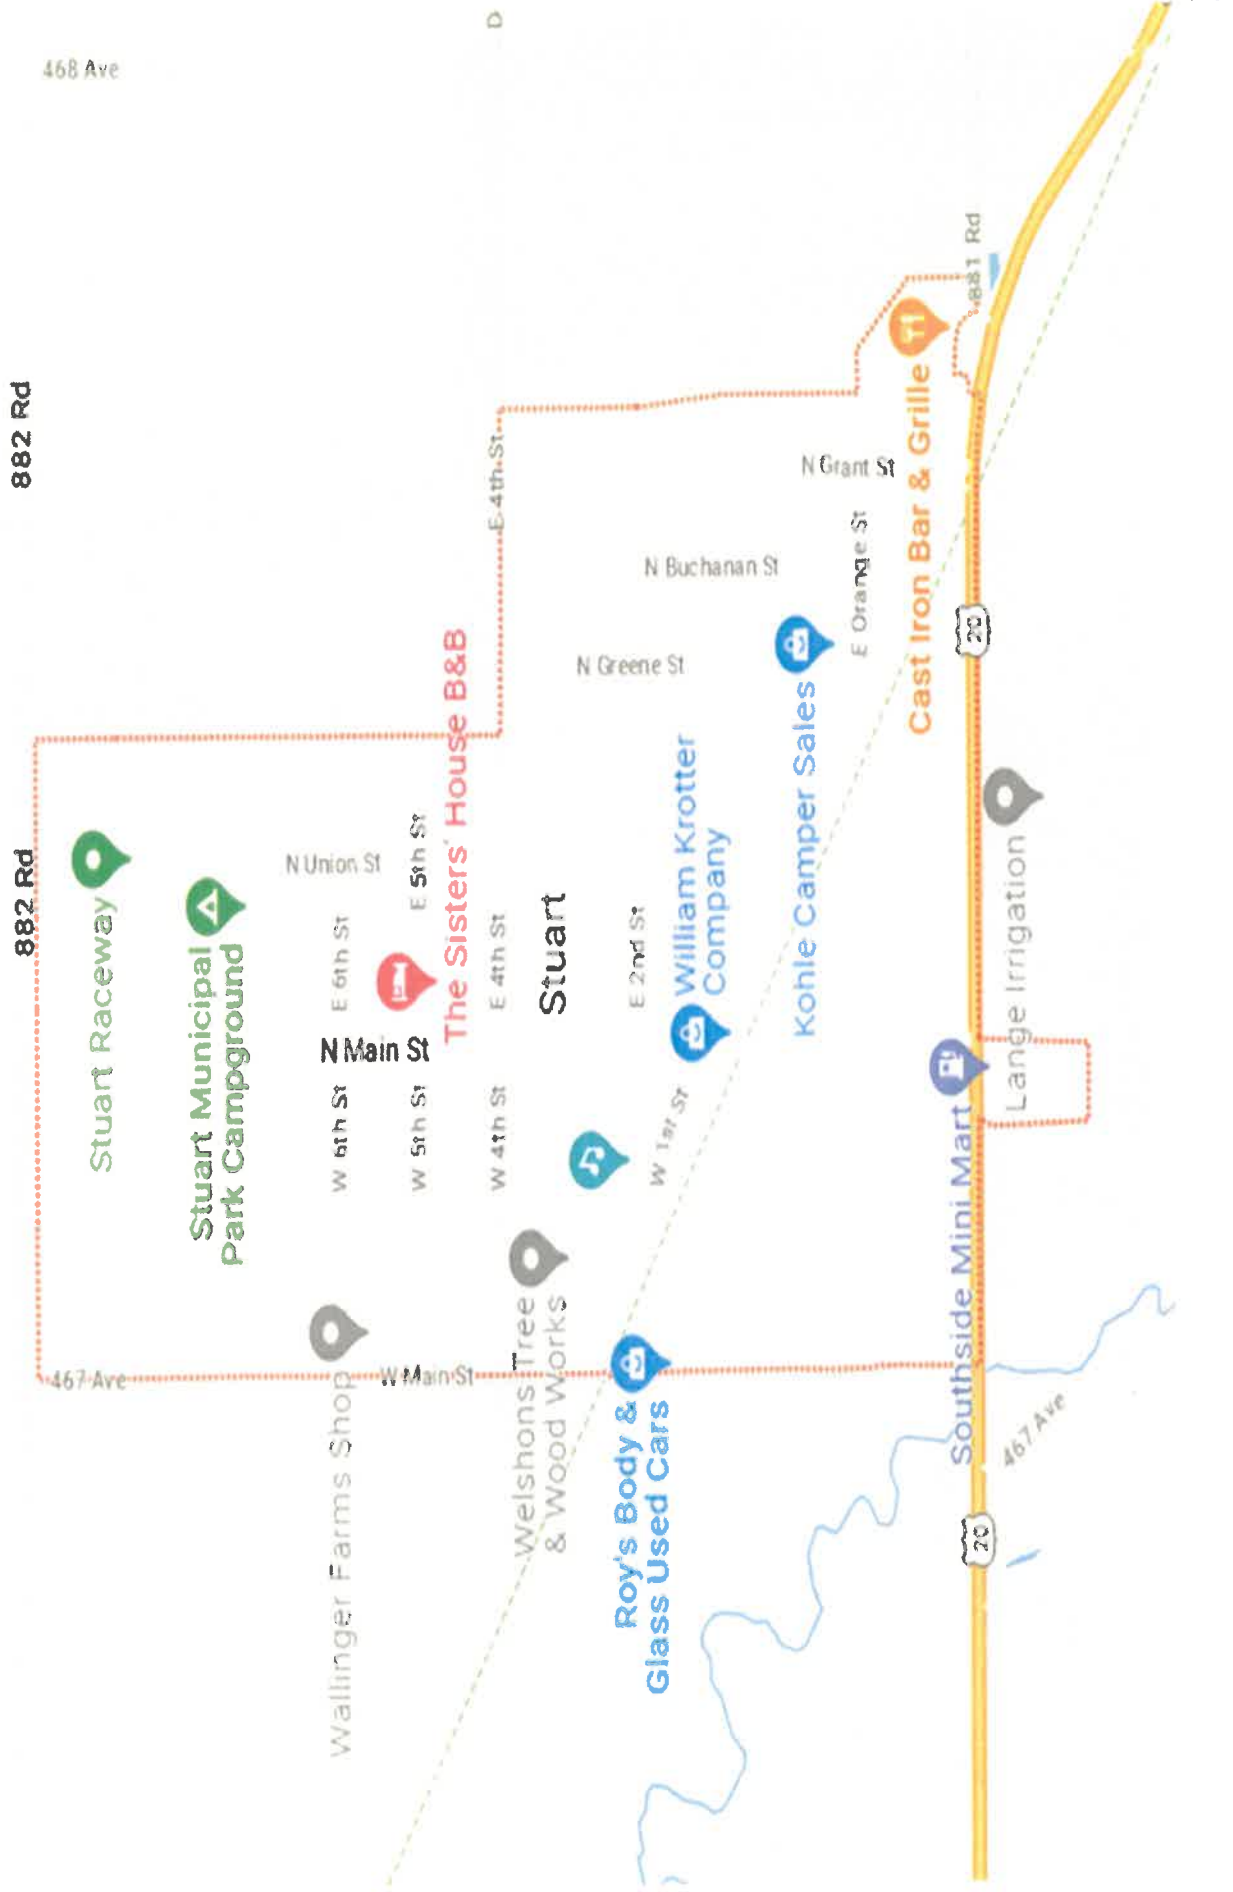 882 Rd
882 Rd
468 Ave
Stuart Raceway
Stuart Municipal
Park Campground
467 Ave
N Union St
W 6th St
E 6th St
N Main St
Wallinger Farms Shop
W Main St
W 5th St
E 5th St
The Sisters' House B&B
W 4th St
E 4th St
E 4th St
D
Welshons Tree
& Wood Works
Stuart
Roy's Body &
Glass Used Cars
W 1st St
E 2nd St
N Greene St
N Buchanan St
William Krotter
Company
Kohle Camper Sales
E Orange St
N Grant St
Cast Iron Bar & Grille
881 Rd
Southside Mini Mart
20
20
Lange Irrigation
467 Ave